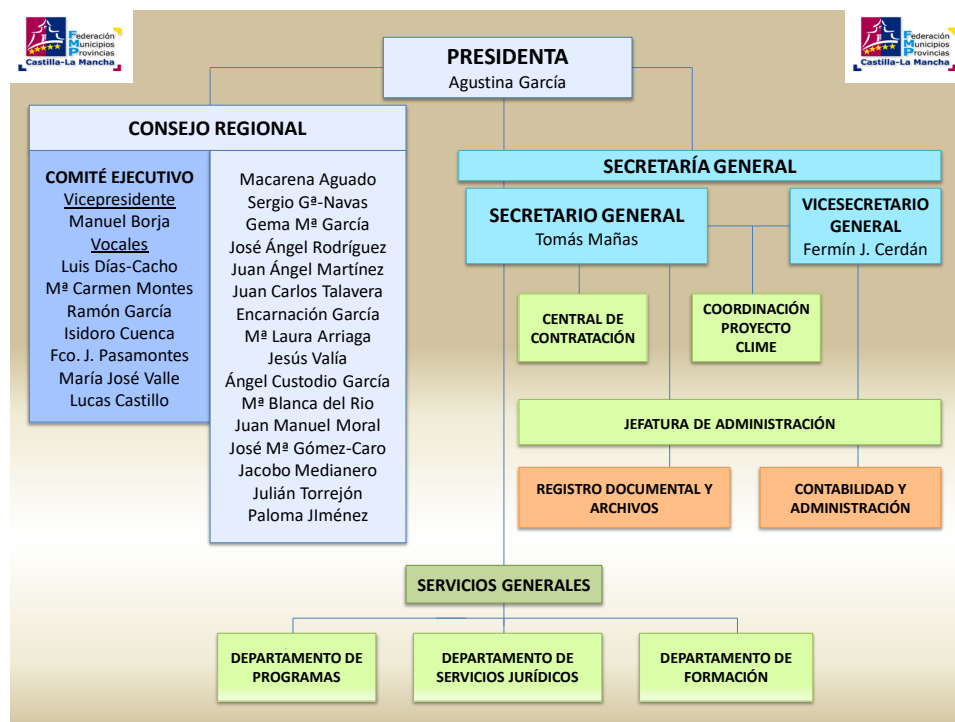 Federación
Municipios
Provincias
Castilla-La Mancha
Federación
Municipios
Provincias
Castilla-La Mancha
PRESIDENTA
Agustina García
CONSEJO REGIONAL
COMITÉ EJECUTIVO
Vicepresidente
Manuel Borja
Vocales
Luis Días-Cacho
Mª Carmen Montes
Ramón García
Isidoro Cuenca
Fco. J. Pasamontes
María José Valle
Lucas Castillo
Macarena Aguado
Sergio Gª-Navas
Gema Mª García
José Ángel Rodríguez
Juan Ángel Martínez
Juan Carlos Talavera
Encarnación García
Mª Laura Arriaga
Jesús Valía
Ángel Custodio García
Mª Blanca del Rio
Juan Manuel Moral
José Mª Gómez-Caro
Jacobo Medianero
Julián Torrejón
Paloma JIménez
SECRETARÍA GENERAL
SECRETARIO GENERAL
Tomás Mañas
VICESECRETARIO
GENERAL
Fermín J. Cerdán
CENTRAL DE
CONTRATACIÓN
COORDINACIÓN
PROYECTO
CLIME
JEFATURA DE ADMINISTRACIÓN
REGISTRO DOCUMENTAL Y
ARCHIVOS
CONTABILIDAD Y
ADMINISTRACIÓN
SERVICIOS GENERALES
DEPARTAMENTO DE
PROGRAMAS
DEPARTAMENTO DE
SERVICIOS JURÍDICOS
DEPARTAMENTO DE
FORMACIÓN